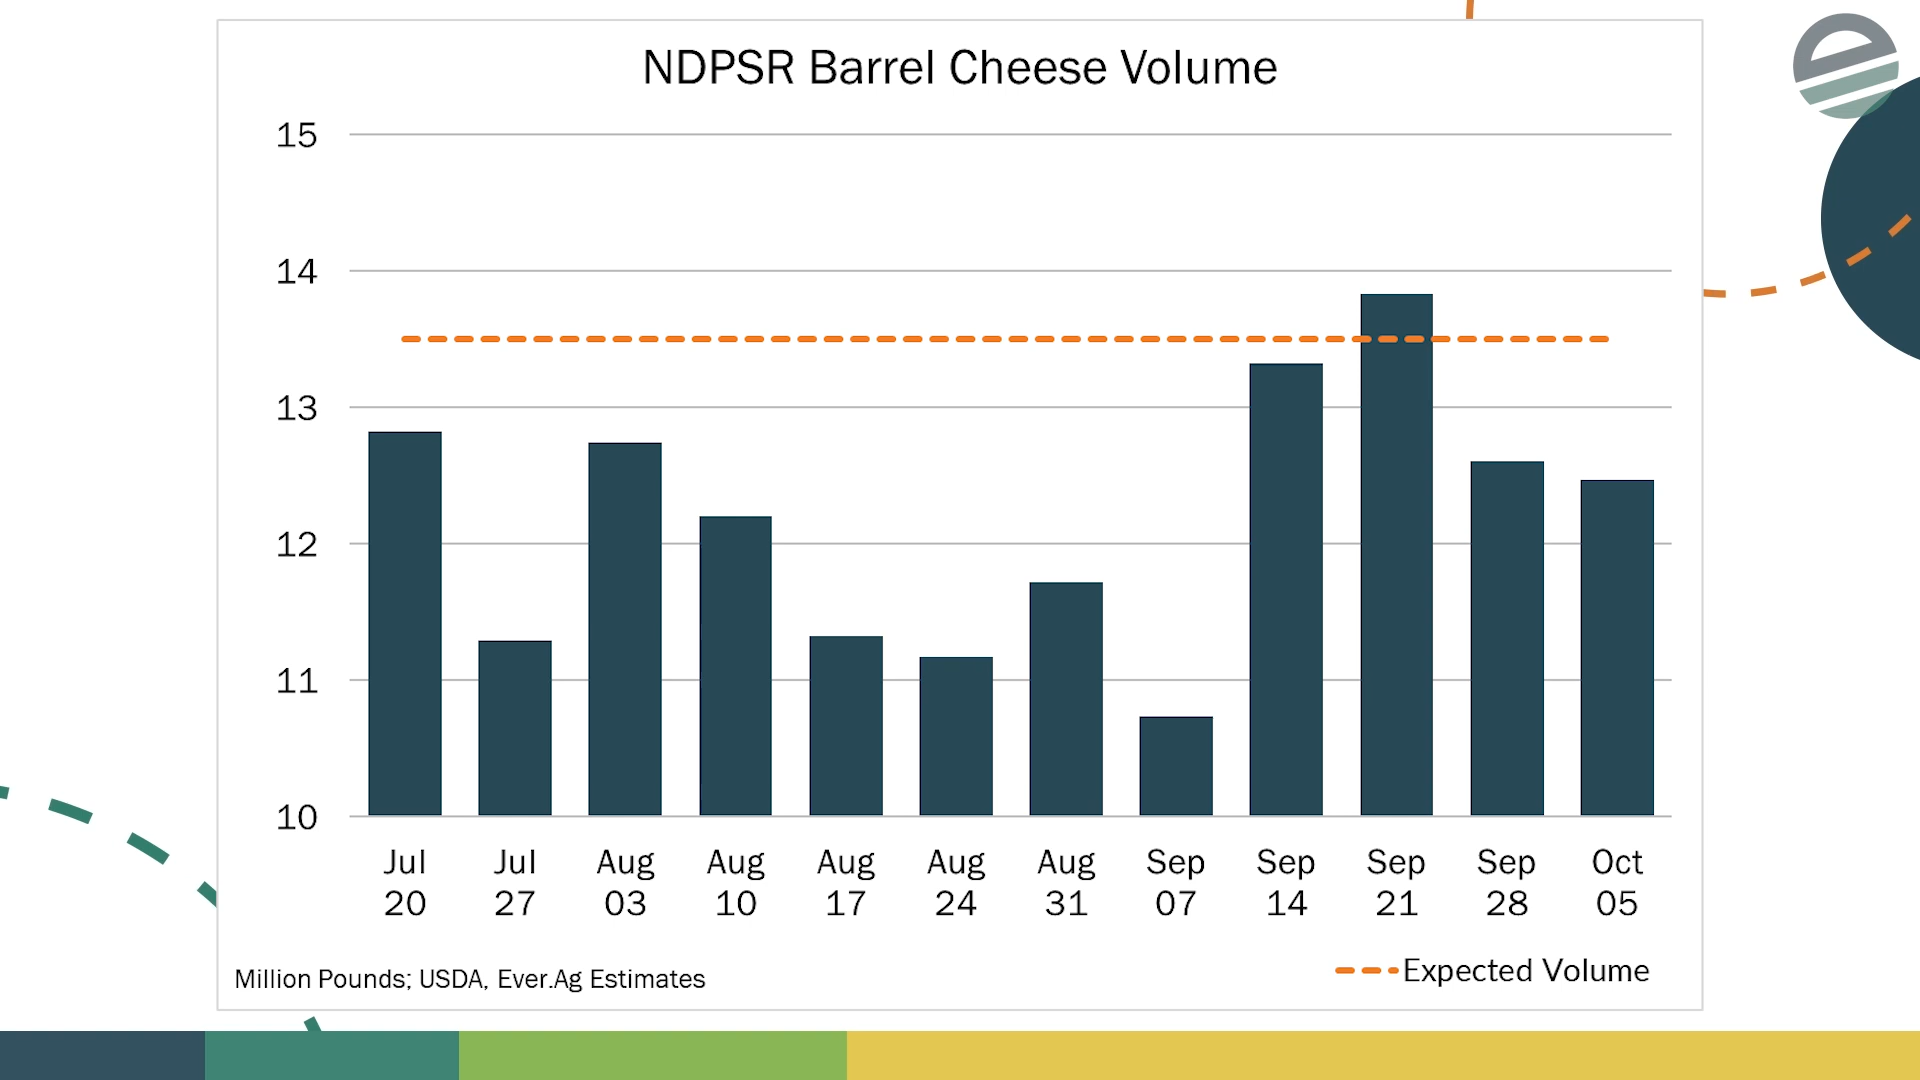 NDPSR Barrel Cheese Volume
15
14
13
12
11
10
Jul Jul Aug Aug Aug Aug Aug Sep Sep Sep Sep Oct
20 27 03 10 17 24 31 07 14 21 28 05
Expected Volume
Million Pounds; USDA, Ever.Ag Estimates